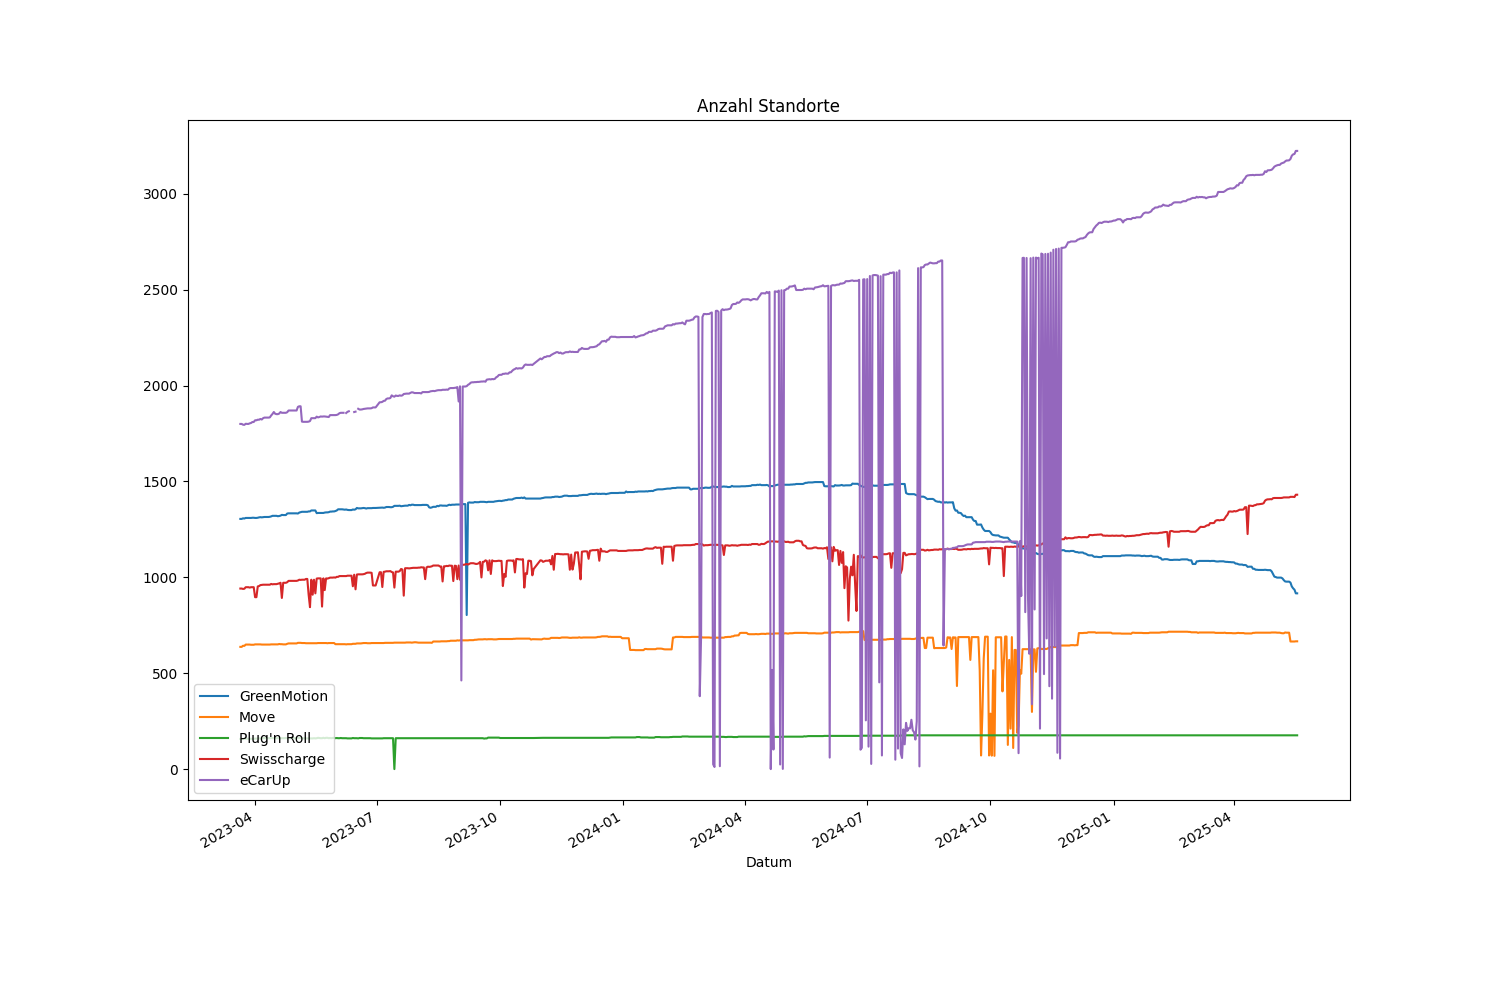 Anzahl Standorte
3000
2500
2000
1500
1000
500
0
GreenMotion
Move
Plug'n Roll
Swisscharge
eCarUp
2023-04
2023-07
2023-10
2024-01
2024-04
2024-07
2024-10
2025-01
2025-04
Datum